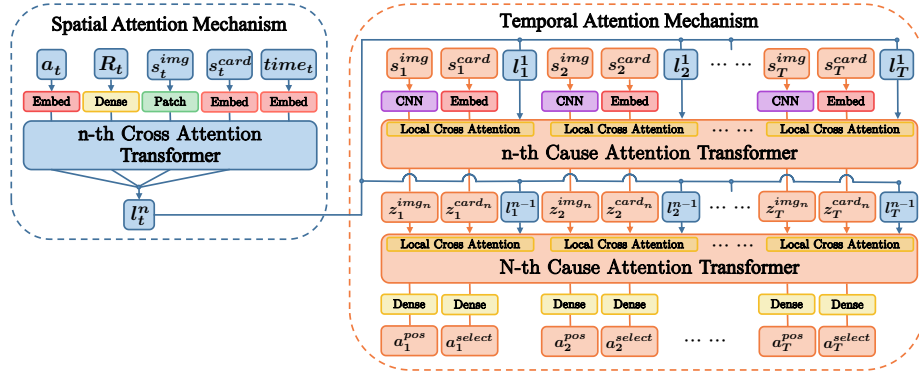 Spatial Attention Mechanism
a_t R_t s_t^{img} s_t^{card} time_t
Embed Dense Patch Embed Embed
n-th Cross Attention
Transformer
l_t^n
Temporal Attention Mechanism
s_1^{img} s_1^{card} l_1^1 s_2^{img} s_2^{card} l_2^1 ... ... s_T^{img} s_T^{card} l_T^1
CNN Embed CNN Embed CNN Embed
Local Cross Attention Local Cross Attention ... ... Local Cross Attention
n-th Cause Attention Transformer
z_1^{img_n} z_1^{card_n} l_1^{n-1} z_2^{img_n} z_2^{card_n} l_2^{n-1} ... ... z_T^{img_n} z_T^{card_n} l_T^{n-1}
Local Cross Attention Local Cross Attention ... ... Local Cross Attention
N-th Cause Attention Transformer
Dense Dense Dense Dense Dense Dense
a_1^{pos} a_1^{select} a_2^{pos} a_2^{select} ... ... a_T^{pos} a_T^{select}